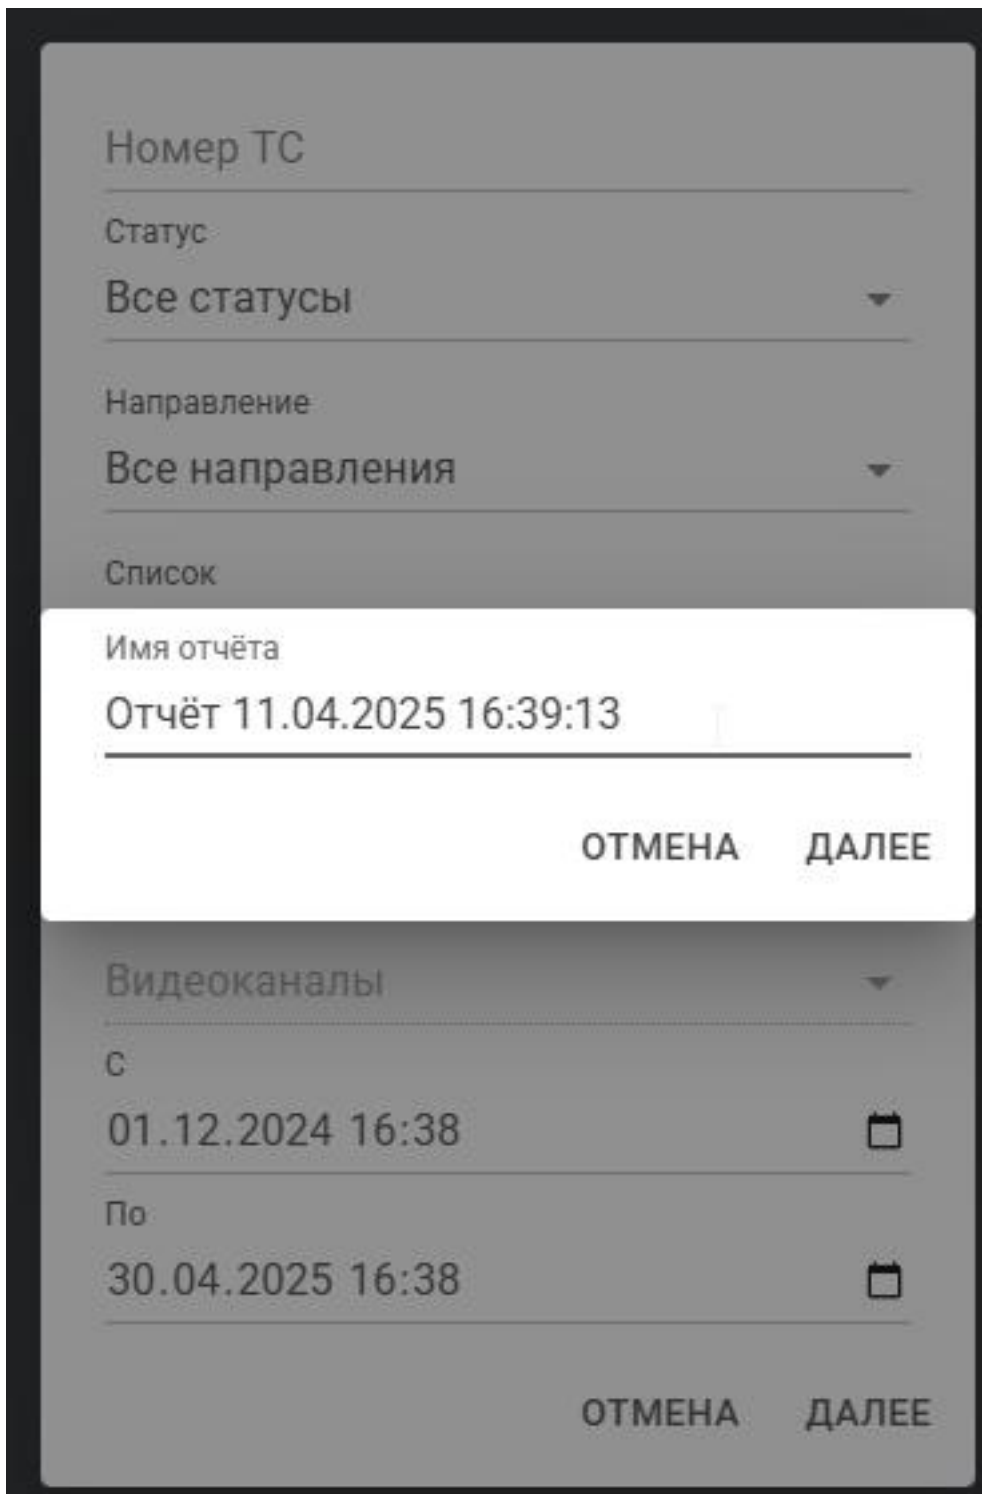 Номер ТС
Статус
Все статусы
Направление
Все направления
Список
Имя отчёта
Отчёт 11.04.2025 16:39:13
ОТМЕНА ДАЛЕЕ
Видеоканалы
С
01.12.2024 16:38
По
30.04.2025 16:38
ОТМЕНА ДАЛЕЕ